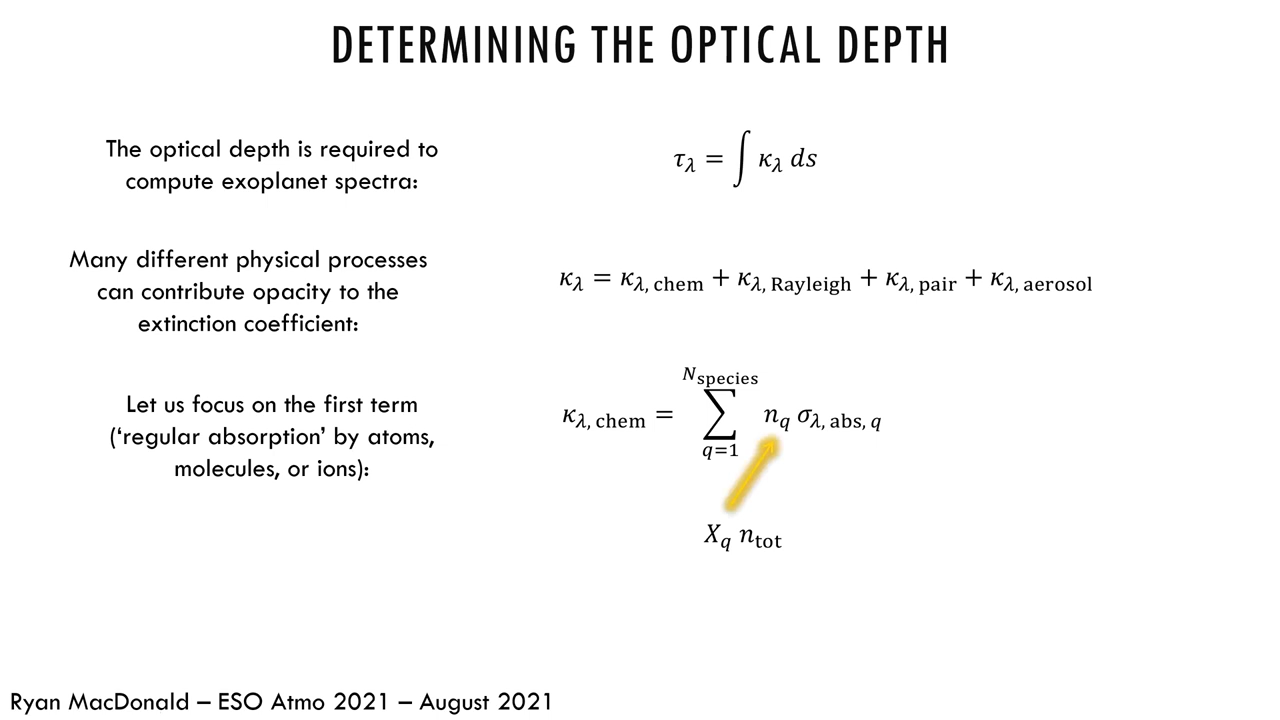 DETERMINING THE OPTICAL DEPTH
The optical depth is required to
compute exoplanet spectra:
τ_λ = ∫ κ_λ ds
Many different physical processes
can contribute opacity to the
extinction coefficient:
κ_λ = κ_λ, chem + κ_λ, Rayleigh + κ_λ, pair + κ_λ, aerosol
Let us focus on the first term
(‘regular absorption’ by atoms,
molecules, or ions):
κ_λ, chem = ∑_{q=1}^{N_species} n_q σ_λ, abs, q
X_q n_tot
Ryan MacDonald – ESO Atmo 2021 – August 2021